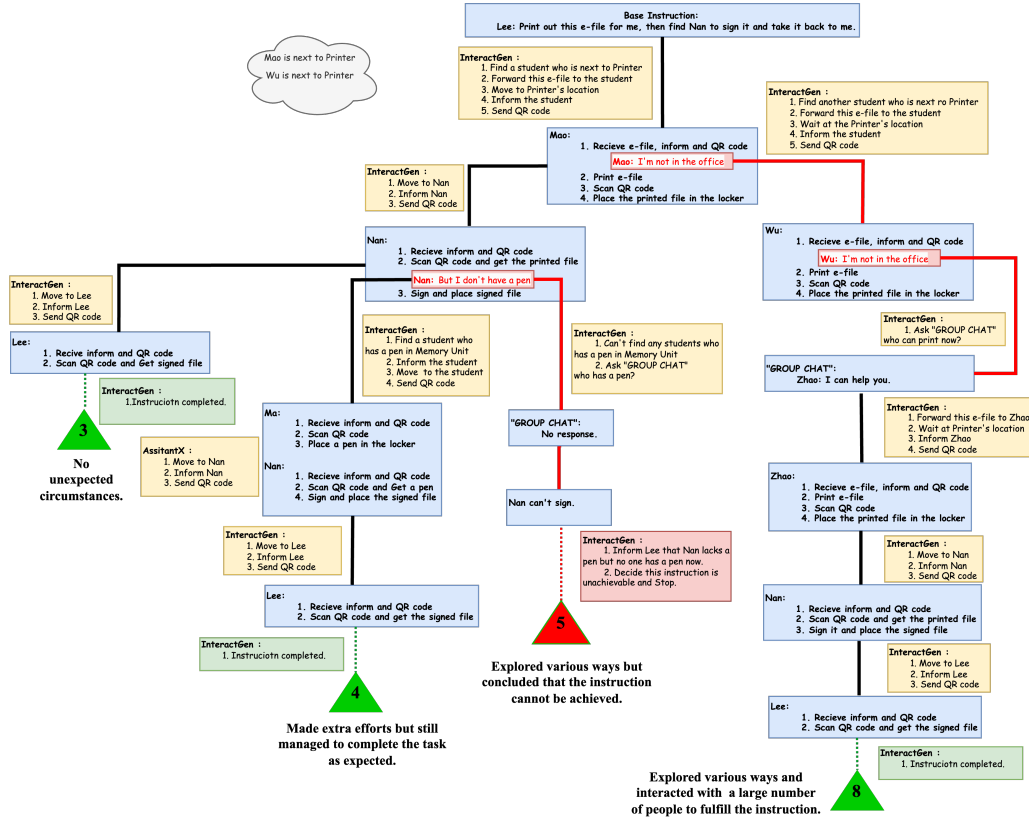 Base Instruction:
Lee: Print out this e-file for me, then find Nan to sign it and take it back to me.
Mao is next to Printer
Wu is next to Printer
InteractGen :
1. Find a student who is next to Printer
2. Forward this e-file to the student
3. Move to Printer's location
4. Inform the student
5. Send QR code
InteractGen :
1. Find another student who is next ro Printer
2. Forward this e-file to the student
3. Wait at the Printer's location
4. Inform the student
5. Send QR code
Mao:
1. Recieve e-file, inform and QR code
Mao: I'm not in the office
2. Print e-file
3. Scan QR code
4. Place the printed file in the locker
InteractGen :
1. Move to Nan
2. Inform Nan
3. Send QR code
Nan:
1. Recieve inform and QR code
2. Scan QR code and get the printed file
Nan: But I don't have a pen
3. Sign and place signed file
Wu:
1. Recieve e-file, inform and QR code
Wu: I'm not in the office
2. Print e-file
3. Scan QR code
4. Place the printed file in the locker
InteractGen :
1. Move to Lee
2. Inform Lee
3. Send QR code
Lee:
1. Recive inform and QR code
2. Scan QR code and Get signed file
InteractGen :
1.Instruciotn completed.
3
No
unexpected
circumstances.
InteractGen :
1. Find a student who
has a pen in Memory Unit
2. Inform the student
3. Move to the student
4. Send QR code
InteractGen :
1. Can't find any students who
has a pen in Memory Unit
2. Ask "GROUP CHAT"
who has a pen?
InteractGen :
1. Ask "GROUP CHAT"
who can print now?
"GROUP CHAT":
Zhao: I can help you.
Ma:
1. Recieve inform and QR code
2. Scan QR code
3. Place a pen in the locker
Nan:
1. Recieve inform and QR code
2. Scan QR code and Get a pen
4. Sign and place the signed file
AssitantX :
1. Move to Nan
2. Inform Nan
3. Send QR code
"GROUP CHAT":
No response.
Nan can't sign.
InteractGen :
1. Forward this e-file to Zhao
2. Wait at Printer's location
3. Inform Zhao
4. Send QR code
Zhao:
1. Recieve e-file, inform and QR code
2. Print e-file
3. Scan QR code
4. Place the printed file in the locker
InteractGen :
1. Move to Lee
2. Inform Lee
3. Send QR code
InteractGen :
1. Inform Lee that Nan lacks a
pen but no one has a pen now.
2. Decide this instruction is
unachievable and Stop.
InteractGen :
1. Move to Nan
2. Inform Nan
3. Send QR code
Lee:
1. Recieve inform and QR code
2. Scan QR code and get the signed file
Nan:
1. Recieve inform and QR code
2. Scan QR code and get the printed file
3. Sign it and place the signed file
InteractGen :
1. Instruciotn completed.
4
Made extra efforts but still
managed to complete the task
as expected.
5
Explored various ways but
concluded that the instruction
cannot be achieved.
InteractGen :
1. Move to Lee
2. Inform Lee
3. Send QR code
Lee:
1. Recieve inform and QR code
2. Scan QR code and get the signed file
InteractGen :
1. Instruciotn completed.
8
Explored various ways and
interacted with a large number
of people to fulfill the instruction.